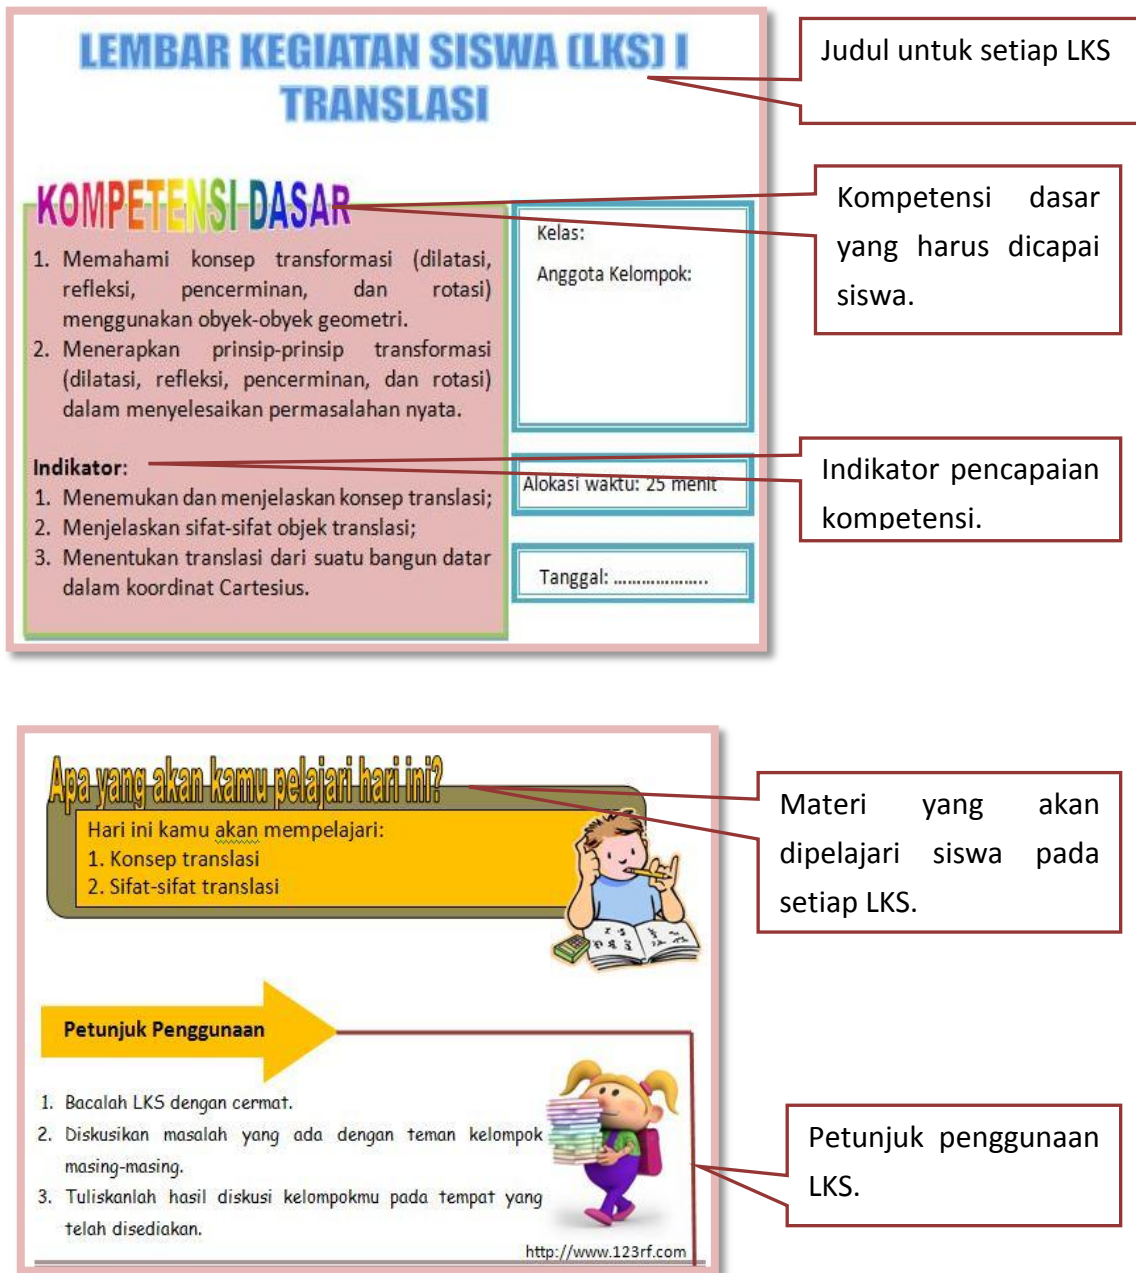 LEMBAR KEGIATAN SISWA (LKS) I
TRANSLASI
Judul untuk setiap LKS
KOMPETENSI DASAR
1. Memahami konsep transformasi (dilatasi,
refleksi, pencerminan, dan rotasi)
menggunakan obyek-obyek geometri.
2. Menerapkan prinsip-prinsip transformasi
(dilatasi, refleksi, pencerminan, dan rotasi)
dalam menyelesaikan permasalahan nyata.
Indikator:
1. Menemukan dan menjelaskan konsep translasi;
2. Menjelaskan sifat-sifat objek translasi;
3. Menentukan translasi dari suatu bangun datar
dalam koordinat Cartesius.
Kelas:
Anggota Kelompok:
Alokasi waktu: 25 menit
Tanggal: ....................
Kompetensi dasar
yang harus dicapai
siswa.
Indikator pencapaian
kompetensi.
Apa yang akan kamu pelajari hari ini?
Hari ini kamu akan mempelajari:
1. Konsep translasi
2. Sifat-sifat translasi
Materi yang akan
dipelajari siswa pada
setiap LKS.
Petunjuk Penggunaan
1. Bacalah LKS dengan cermat.
2. Diskusikan masalah yang ada dengan teman kelompok
masing-masing.
3. Tuliskanlah hasil diskusi kelompokmu pada tempat yang
telah disediakan.
http://www.123rf.com
Petunjuk penggunaan
LKS.